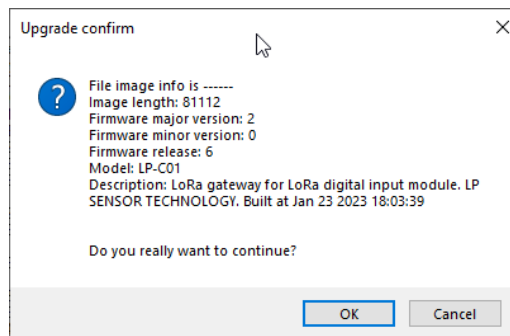 Upgrade confirm
File image info is ------
Image length: 81112
Firmware major version: 2
Firmware minor version: 0
Firmware release: 6
Model: LP-C01
Description: LoRa gateway for LoRa digital input module. LP
SENSOR TECHNOLOGY. Built at Jan 23 2023 18:03:39
Do you really want to continue?
OK
Cancel